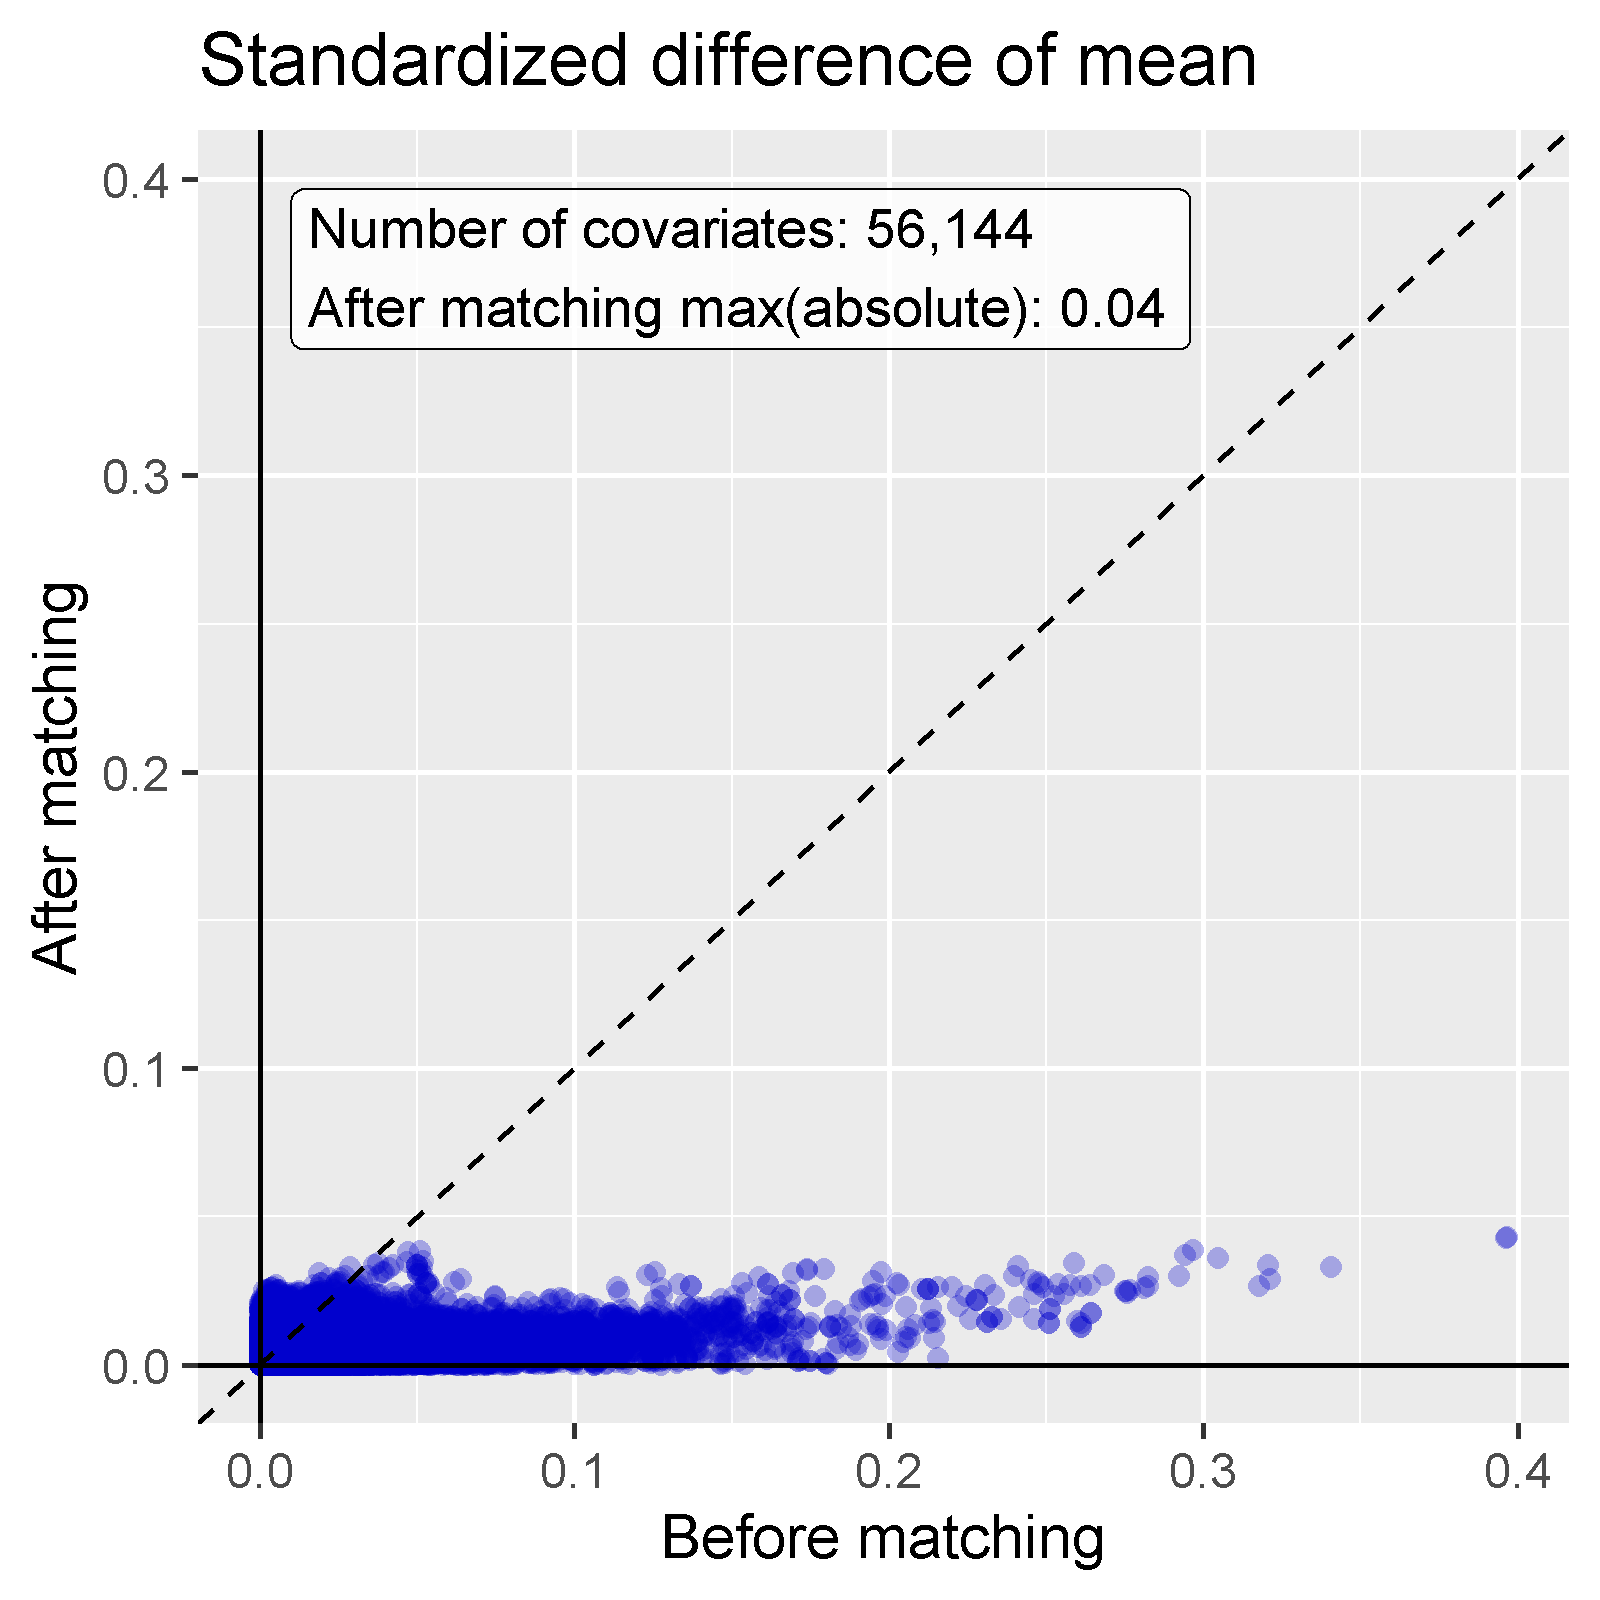 Standardized difference of mean
Number of covariates: 56,144
After matching max(absolute): 0.04
After matching
0.4
0.3
0.2
0.1
0.0
0.0 0.1 0.2 0.3 0.4
Before matching